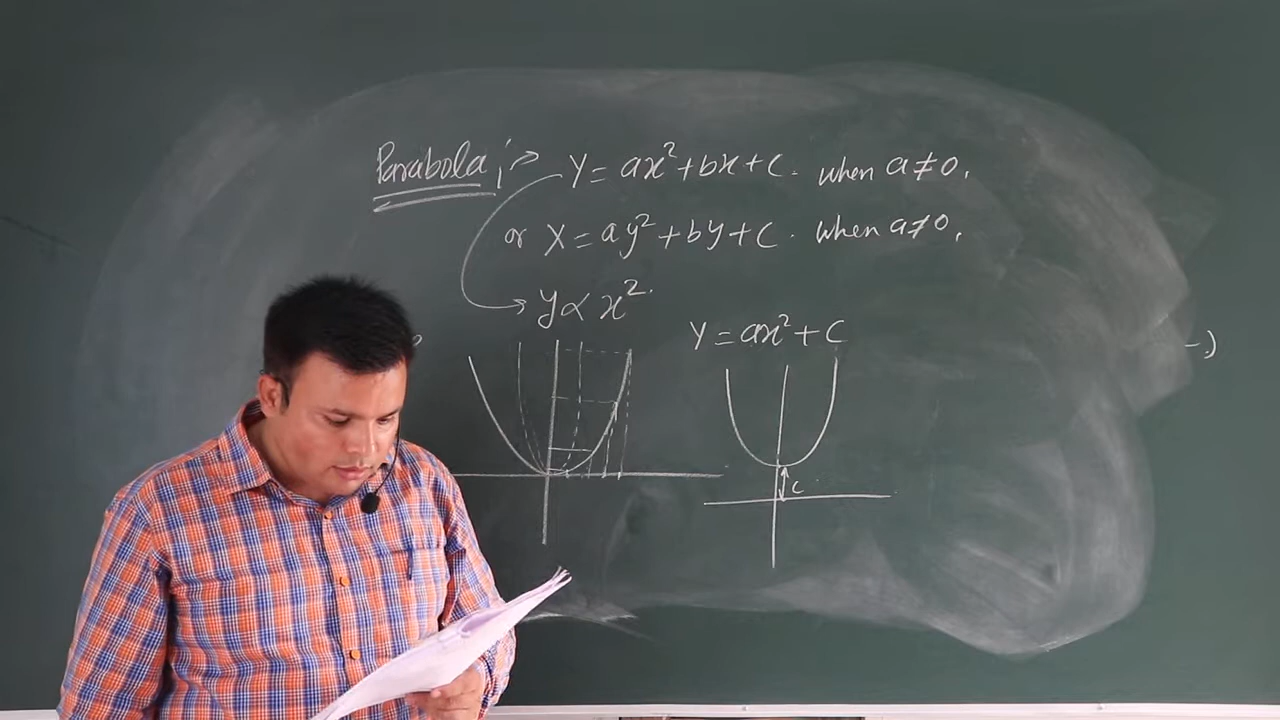 Parabola ;→ Y = ax² + bx + C. when a ≠ 0,
or X = ay² + by + C. when a ≠ 0,
y ∝ x².
Y = ax² + C
C